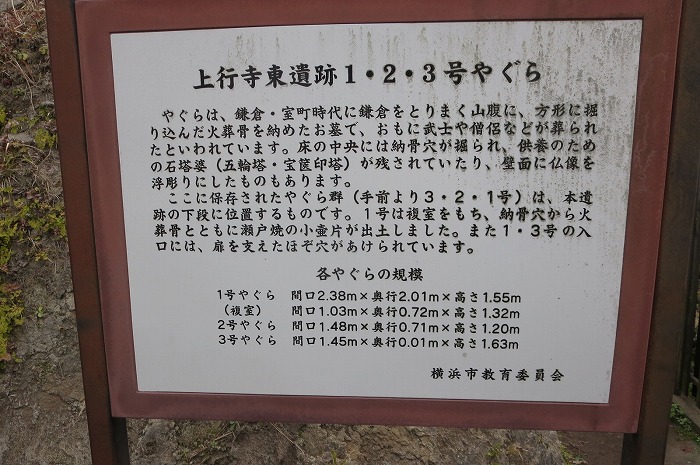 上行寺東遺跡1・2・3号やぐら
やぐらは、鎌倉・室町時代に鎌倉をとりまく山腹に、方形に掘
り込んだ火葬骨を納めたお墓で、おもに武士や僧侶などが葬られ
たといわれています。床の中央には納骨穴が掘られ、供養のため
の石塔婆（五輪塔・宝篋印塔）が残されていたり、壁面に仏像を
浮彫りにしたものもあります。
ここに保存されたやぐら群（手前より3・2・1号）は、本遺
跡の下段に位置するものです。1号は複室をもち、納骨穴から火
葬骨とともに瀬戸焼の小壷片が出土しました。また1・3号の入
口には、扉を支えたほぞ穴があけられています。
各やぐらの規模
1号やぐら 間口2.38m×奥行2.01m×高さ1.55m
（複室） 間口1.03m×奥行0.72m×高さ1.32m
2号やぐら 間口1.48m×奥行0.71m×高さ1.20m
3号やぐら 間口1.45m×奥行0.01m×高さ1.63m
横浜市教育委員会